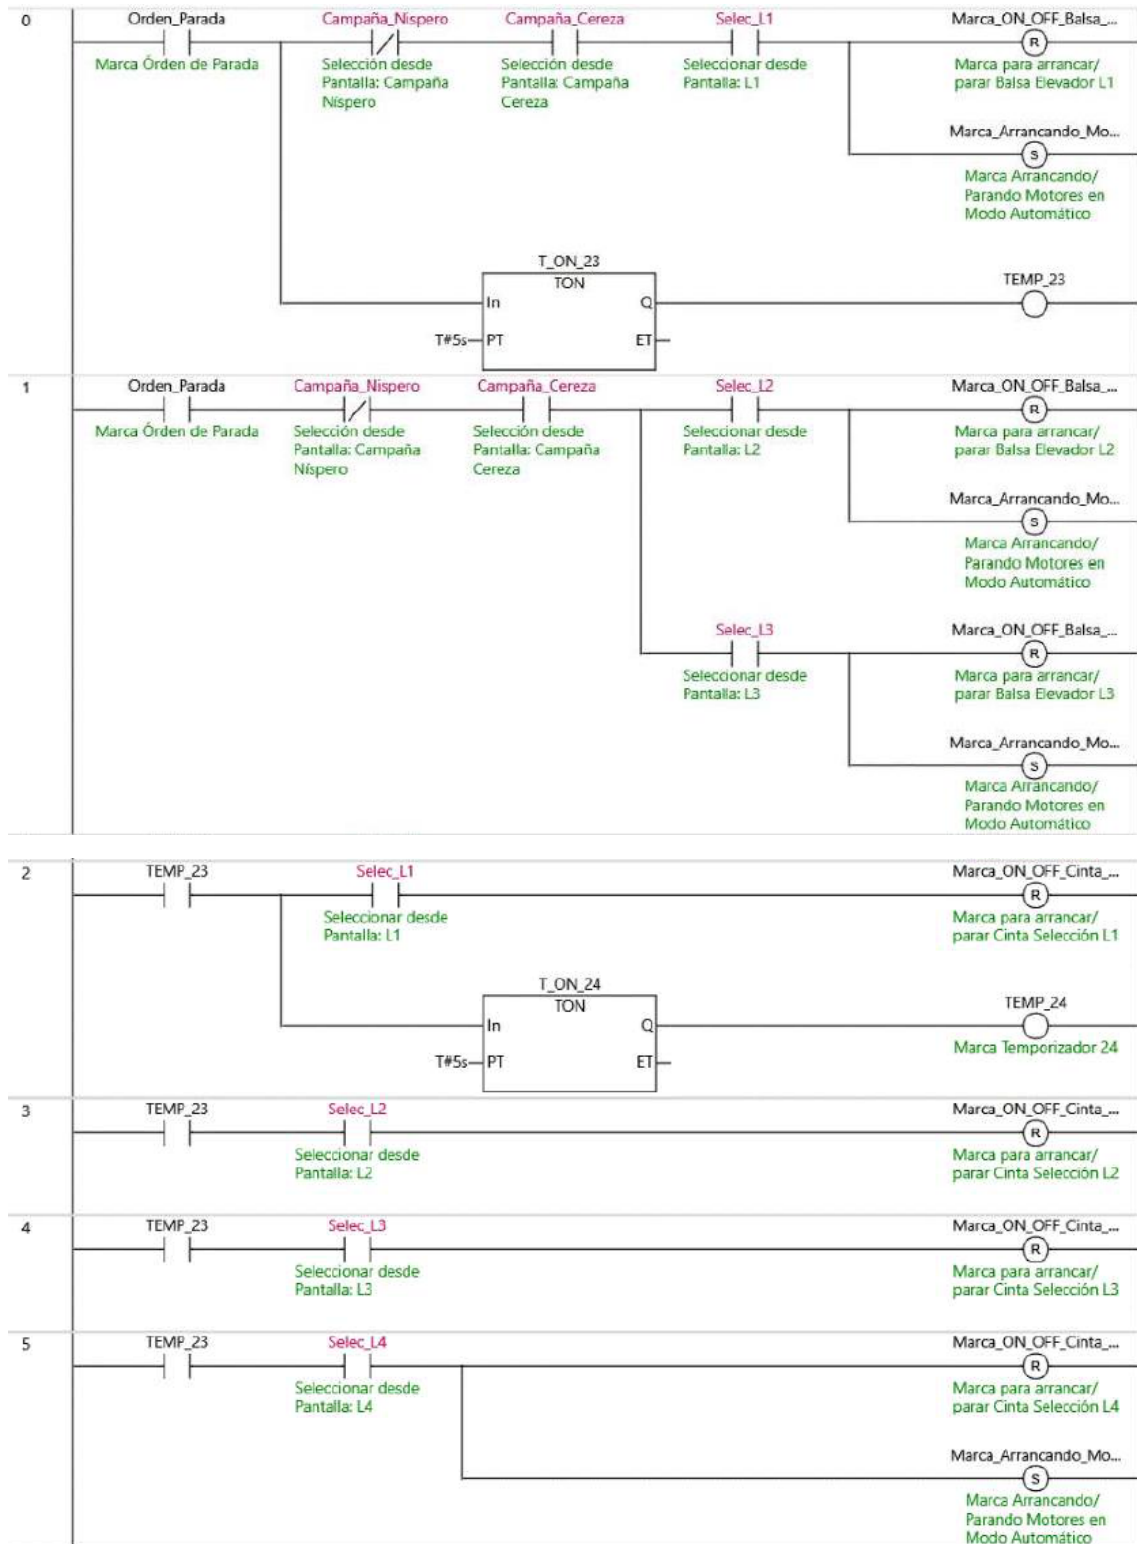 0
Orden_Parada
Campaña_Nispero
Campaña_Cereza
Selec_L1
Marca_ON_OFF_Balsa_...
R
Marca Órden de Parada
Selección desde
Pantalla: Campaña
Níspero
Selección desde
Pantalla: Campaña
Cereza
Seleccionar desde
Pantalla: L1
Marca para arrancar/
parar Balsa Elevador L1
Marca_Arrancando_Mo...
S
Marca Arrancando/
Parando Motores en
Modo Automático
T_ON_23
TON
TEMP_23
In
Q
T#5s
PT
ET
1
Orden_Parada
Campaña_Nispero
Campaña_Cereza
Selec_L2
Marca_ON_OFF_Balsa_...
R
Marca Órden de Parada
Selección desde
Pantalla: Campaña
Níspero
Selección desde
Pantalla: Campaña
Cereza
Seleccionar desde
Pantalla: L2
Marca para arrancar/
parar Balsa Elevador L2
Marca_Arrancando_Mo...
S
Marca Arrancando/
Parando Motores en
Modo Automático
Selec_L3
Marca_ON_OFF_Balsa_...
R
Seleccionar desde
Pantalla: L3
Marca para arrancar/
parar Balsa Elevador L3
Marca_Arrancando_Mo...
S
Marca Arrancando/
Parando Motores en
Modo Automático
2
TEMP_23
Selec_L1
Marca_ON_OFF_Cinta_...
R
Seleccionar desde
Pantalla: L1
Marca para arrancar/
parar Cinta Selección L1
T_ON_24
TON
TEMP_24
In
Q
Marca Temporizador 24
T#5s
PT
ET
3
TEMP_23
Selec_L2
Marca_ON_OFF_Cinta_...
R
Seleccionar desde
Pantalla: L2
Marca para arrancar/
parar Cinta Selección L2
4
TEMP_23
Selec_L3
Marca_ON_OFF_Cinta_...
R
Seleccionar desde
Pantalla: L3
Marca para arrancar/
parar Cinta Selección L3
5
TEMP_23
Selec_L4
Marca_ON_OFF_Cinta_...
R
Seleccionar desde
Pantalla: L4
Marca para arrancar/
parar Cinta Selección L4
Marca_Arrancando_Mo...
S
Marca Arrancando/
Parando Motores en
Modo Automático